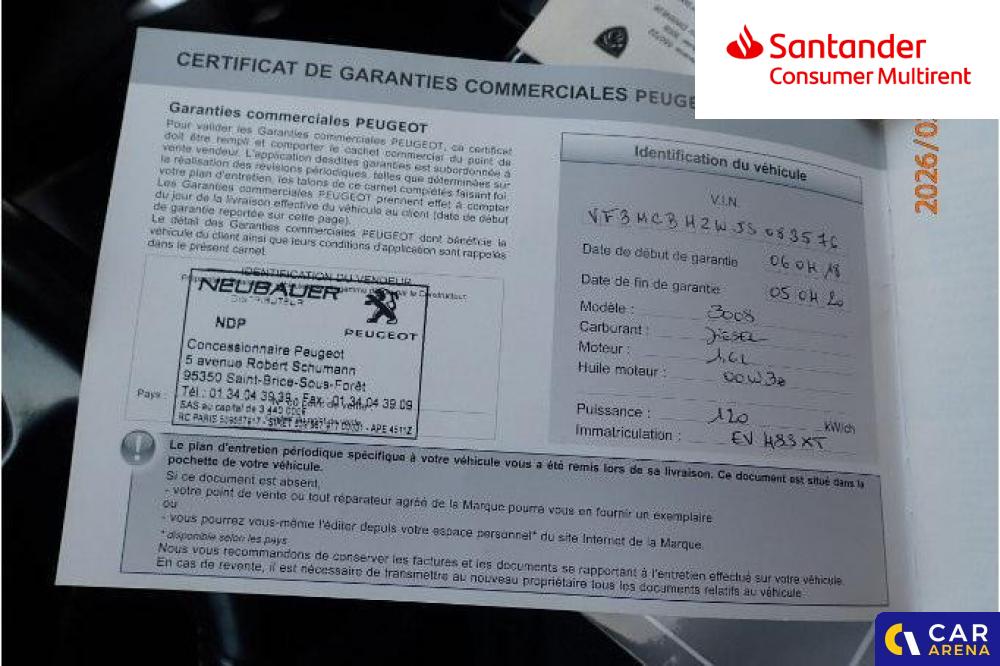 Santander
Consumer Multirent
CERTIFICAT DE GARANTIES COMMERCIALES PEUGE
Garanties commerciales PEUGEOT
Pour valider les Garanties commerciales PEUGEOT, ce certificat
doit être rempli et comporter le cachet commercial du point de
vente vendeur. L'application desdites garanties est subordonnée à
la réalisation des révisions périodiques, telles que déterminées sur
votre plan d'entretien, les talons de ce carnet complétés faisant foi.
Les Garanties commerciales PEUGEOT prennent effet à compter
du jour de la livraison effective du véhicule au client (date de début
de garantie reportée sur cette page).
Le détail des Garanties commerciales PEUGEOT dont bénéficie le
véhicule du client ainsi que leurs conditions d'application sont rappelés
dans le présent carnet.
IDENTIFICATION DU VENDEUR
NEUBAUER
DISTRIBUTEUR
PEUGEOT
NDP
Concessionnaire Peugeot
5 avenue Robert Schumann
95350 Saint-Brice-Sous-Forêt
Tél : 01 34 04 39 39 - Fax : 01 34 04 39 09
SAS au capital de
RC PARIS - APE 4511Z
Pays :
Identification du véhicule
V.I.N.
VF3MCBHZWJS083576
Date de début de garantie 06 04 18
Date de fin de garantie : 05 04 20
Modèle : 3008
Carburant : DIESEL
Moteur : 1.6L
Huile moteur : 00W30
Puissance : 120 kW/ch
Immatriculation : EV 483 XT
2026/0
Le plan d'entretien périodique spécifique à votre véhicule vous a été remis lors de sa livraison. Ce document est situé dans la
pochette de votre véhicule.
Si ce document est absent,
- votre point de vente ou tout réparateur agréé de la Marque pourra vous en fournir un exemplaire
ou
- vous pourrez vous-même l'éditer depuis votre espace personnel* du site Internet de la Marque.
* disponible selon les pays
Nous vous recommandons de conserver les factures et les documents se rapportant à l'entretien effectué sur votre véhicule.
En cas de revente, il est nécessaire de transmettre au nouveau propriétaire tous les documents relatifs au véhicule
CAR
ARENA